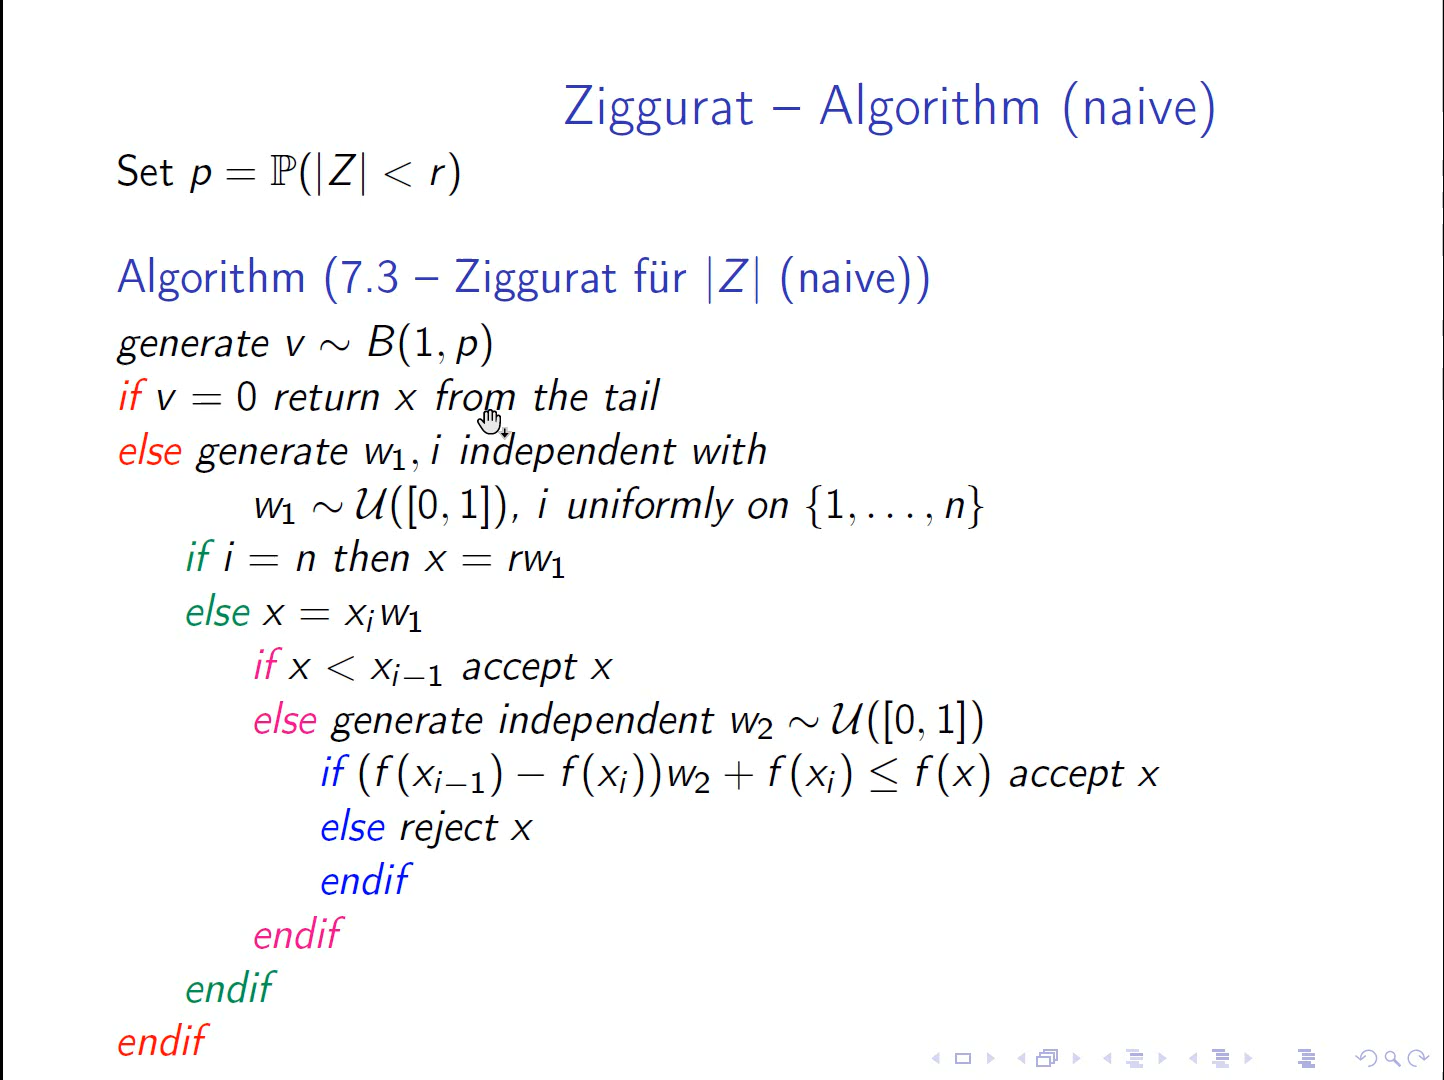 Ziggurat – Algorithm (naive)
Set p = ℙ(|Z| < r)
Algorithm (7.3 – Ziggurat für |Z| (naive))
generate v ∼ B(1, p)
if v = 0 return x from the tail
else generate w₁, i independent with
w₁ ∼ 𝒰([0, 1]), i uniformly on {1, . . . , n}
if i = n then x = rw₁
else x = xᵢw₁
if x < xᵢ₋₁ accept x
else generate independent w₂ ∼ 𝒰([0, 1])
if (f(xᵢ₋₁) − f(xᵢ))w₂ + f(xᵢ) ≤ f(x) accept x
else reject x
endif
endif
endif
endif